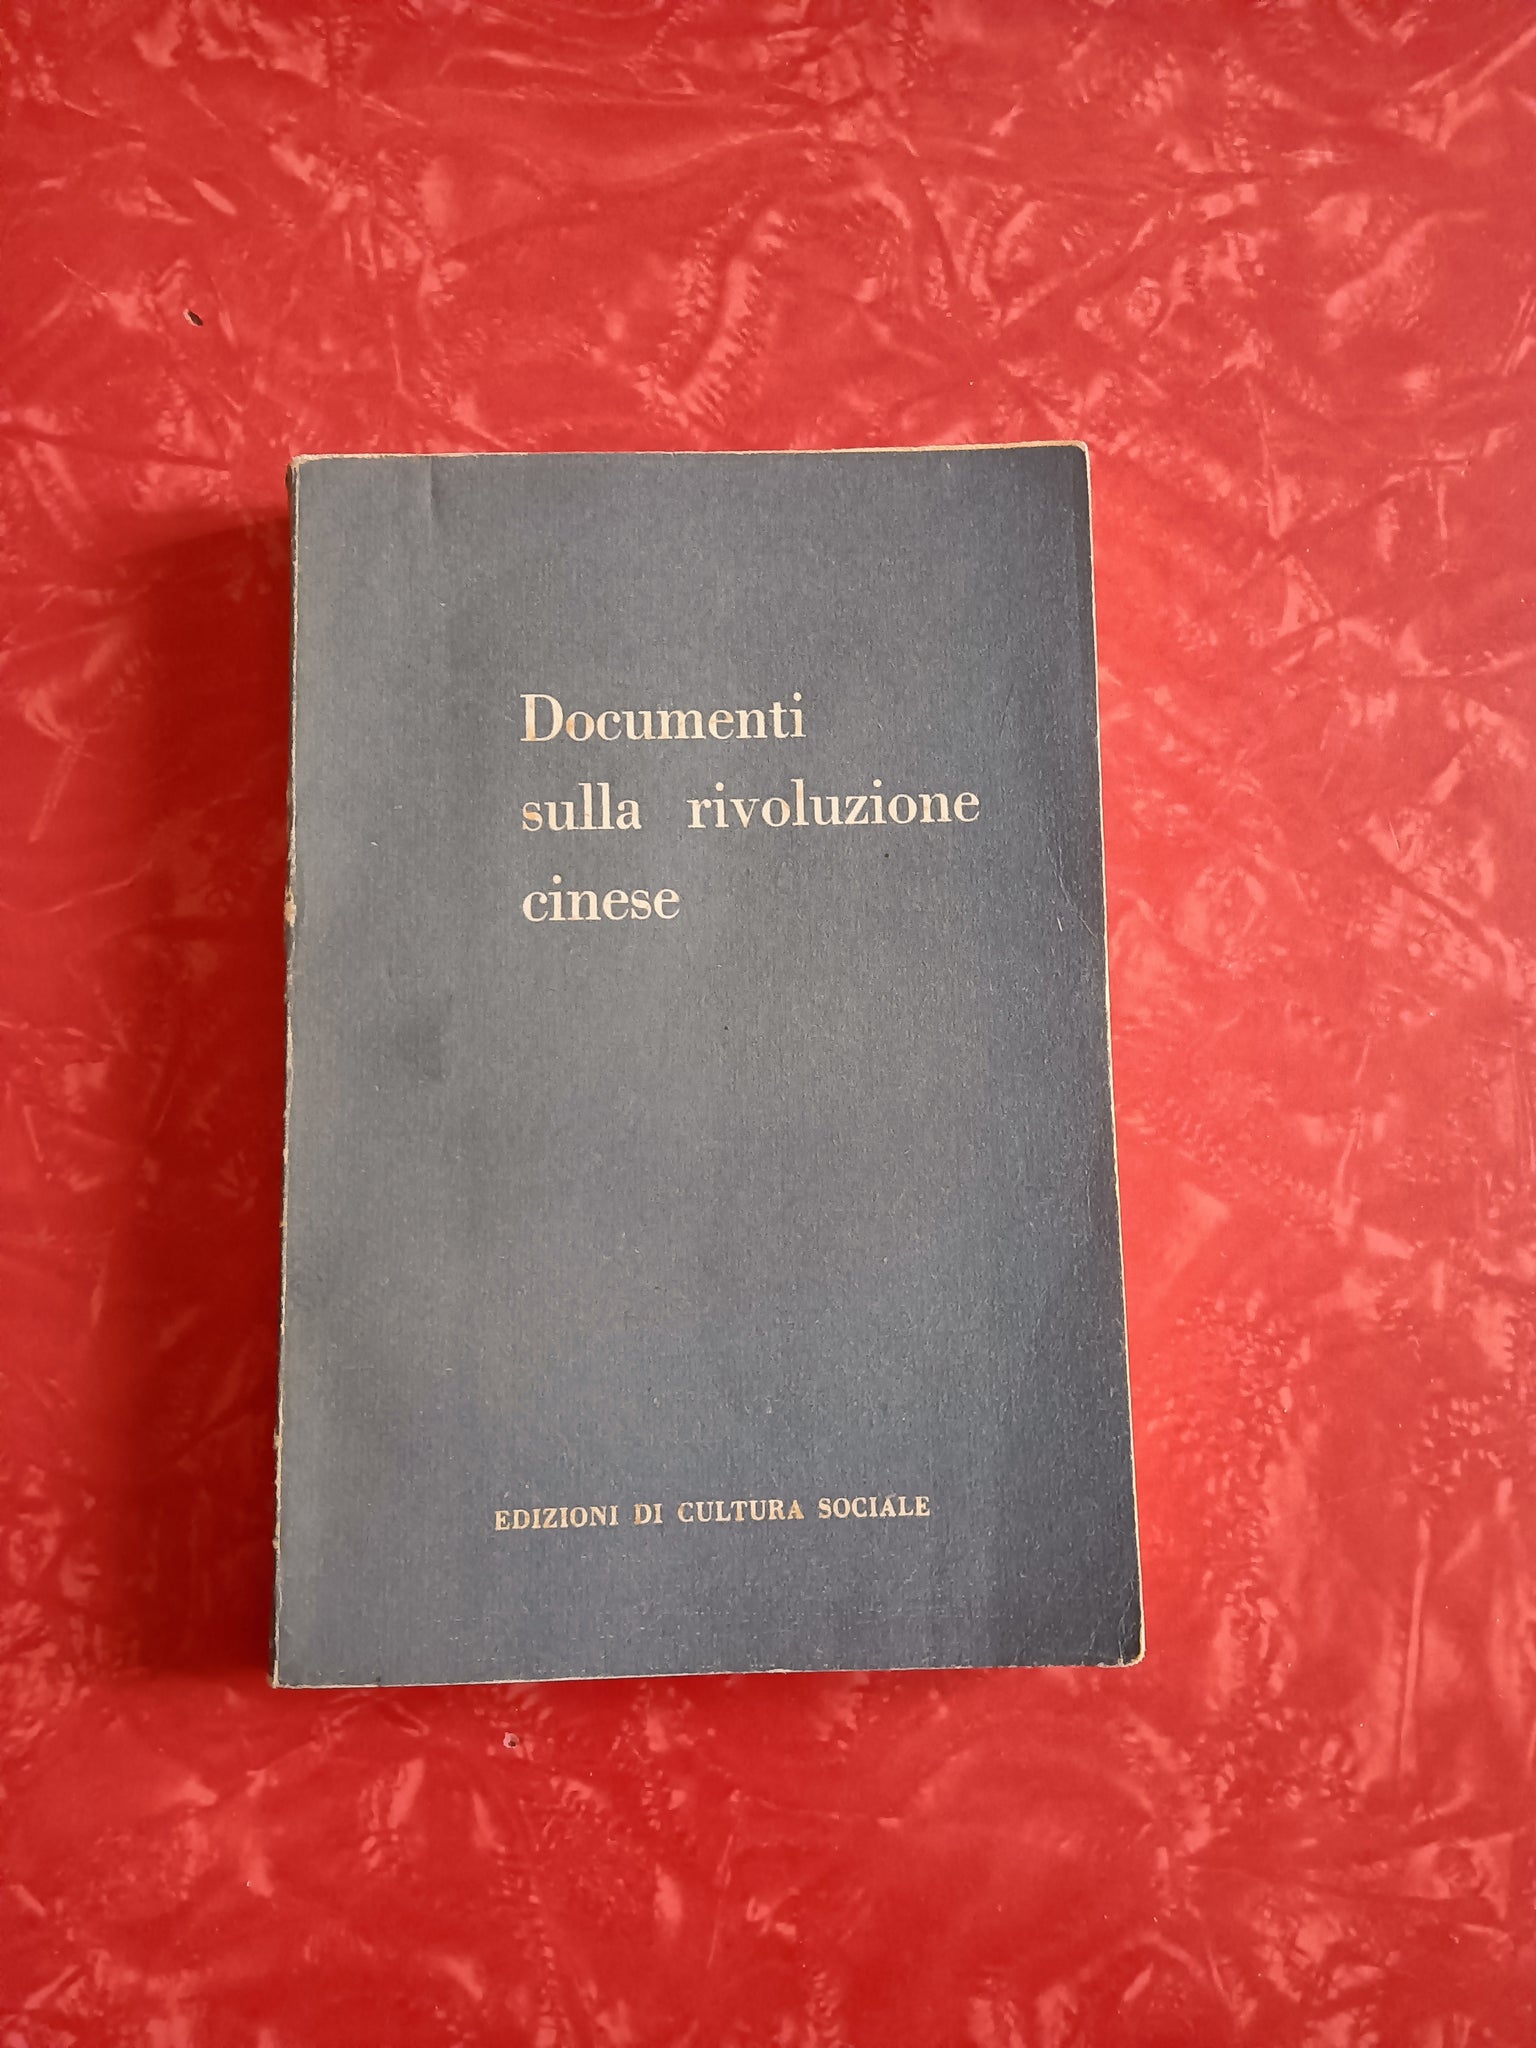 Documenti
sulla rivoluzione
cinese
EDIZIONI DI CULTURA SOCIALE